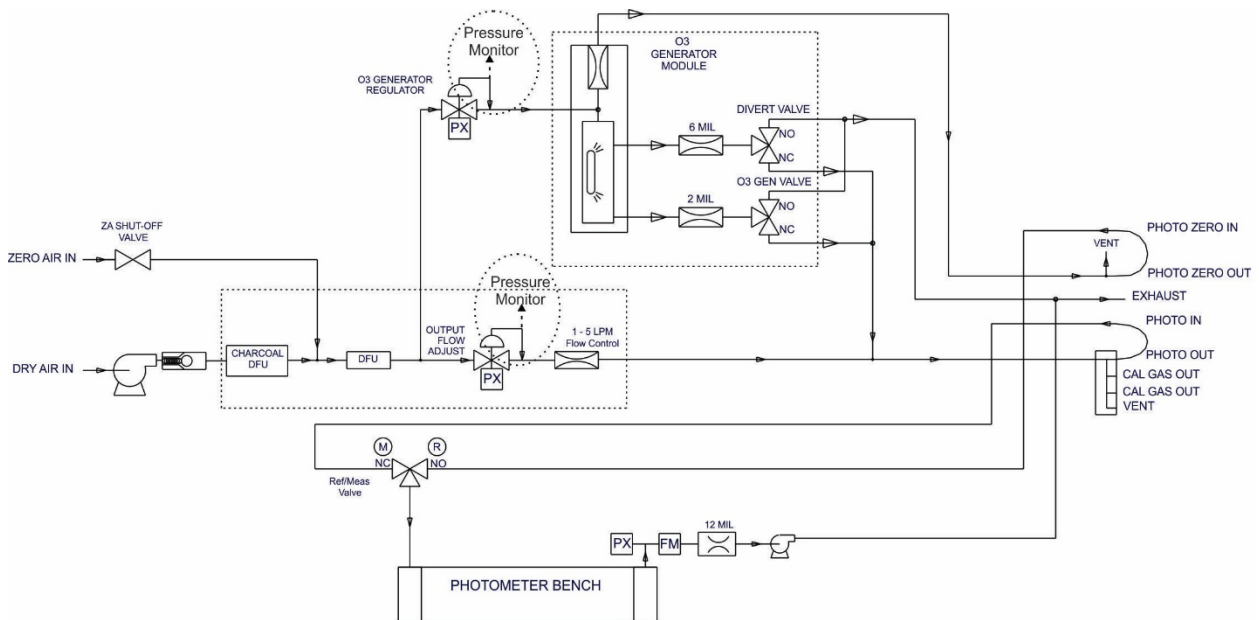 Pressure
Monitor
O3 GENERATOR
REGULATOR
PX
O3
GENERATOR
MODULE
DIVERT VALVE
6 MIL
NO
NC
O3 GEN VALVE
2 MIL
NO
NC
ZA SHUT-OFF
VALVE
ZERO AIR IN
PHOTO ZERO IN
VENT
PHOTO ZERO OUT
EXHAUST
Pressure
Monitor
OUTPUT
FLOW
ADJUST
PX
1 - 5 LPM
Flow Control
CHARCOAL
DFU
DFU
DRY AIR IN
PHOTO IN
PHOTO OUT
CAL GAS OUT
CAL GAS OUT
VENT
M
R
NC
NO
Ref/Meas
Valve
PX
FM
12 MIL
PHOTOMETER BENCH